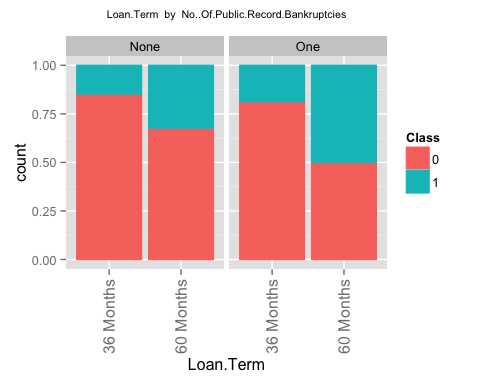 Loan.Term by No..Of.Public.Record.Bankruptcies
None
One
1.00
0.75
0.50
0.25
0.00
count
36 Months
60 Months
36 Months
60 Months
Loan.Term
Class
0
1